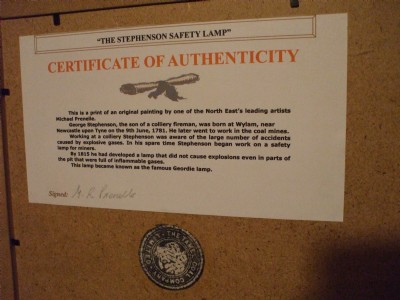 "THE STEPHENSON SAFETY LAMP"
CERTIFICATE OF AUTHENTICITY
This is a print of an original painting by one of the North East's leading artists
Michael Fresello.
George Stephenson, the son of a colliery fireman, was born at Wylam, near
Newcastle upon Tyne on the 9th June, 1781. He later went to work in the coal mines.
Working at a colliery Stephenson was aware of the large number of accidents
caused by explosive gases. In his spare time Stephenson began work on a safety
lamp for miners.
By 1815 he had developed a lamp that did not cause explosions even in parts of
the pit that were full of inflammable gases.
This lamp became known as the famous Geordie lamp.
Signed: M. R.
COMPANY